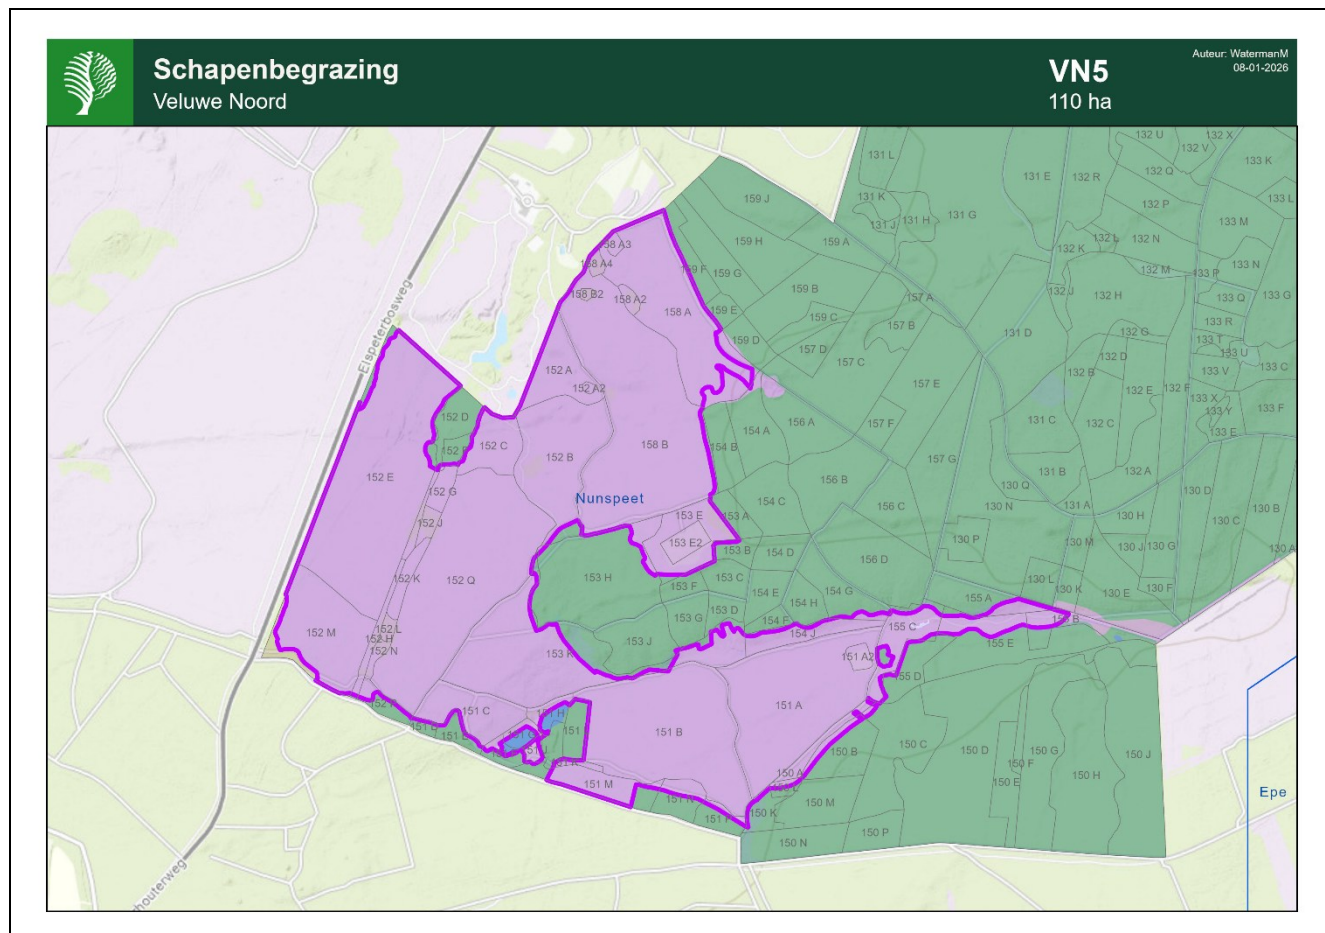 Schapenbegrazing
Veluwe Noord
VN5
110 ha
Auteur: WatermanM
08-01-2026
132 U
132 X
132 V
131 L
133 K
132 Q
131 E
132 R
159 J
131 K
132 P
133 L
131 H
131 G
131 J
133 M
158 A3
159 H
159 A
132 L
132 N
132 K
158 A4
159 F
159 G
132 M
133 P
133 N
158 B2
158 A2
159 B
157 A
132 J
132 H
133 Q
133 G
158 A
159 E
159 C
157 B
133 R
131 D
132 G
Elspeterbosweg
159 D
157 D
133 T
132 D
133 U
152 A
157 C
132 B
133 V
133 C
152 A2
157 E
132 E
132 F
133 X
152 D
133 Y
133 F
154 A
156 A
157 F
131 C
132 C
133 E
152 C
158 B
154 B
152 B
157 G
131 B
132 A
152 E
156 B
130 Q
152 G
130 D
Nunspeet
154 C
156 C
130 N
131 A
130 B
153 E
153 A
130 H
130 C
152 J
153 E2
153 B
154 D
130 P
130 M
130 J
130 G
130 A
156 D
152 K
152 Q
153 H
153 C
130 L
153 F
154 E
154 G
130 K
130 E
130 F
155 A
154 H
153 D
153 G
154 F
155 B
152 L
152 M
155 C
154 J
152 H
153 J
155 E
152 N
153 K
151 A2
155 D
151 A
151 C
151 H
151 B
150 B
150 C
150 D
150 G
150 J
150 F
150 A
150 H
150 E
151 M
150 M
150 K
Epe
150 P
150 N
houterweg